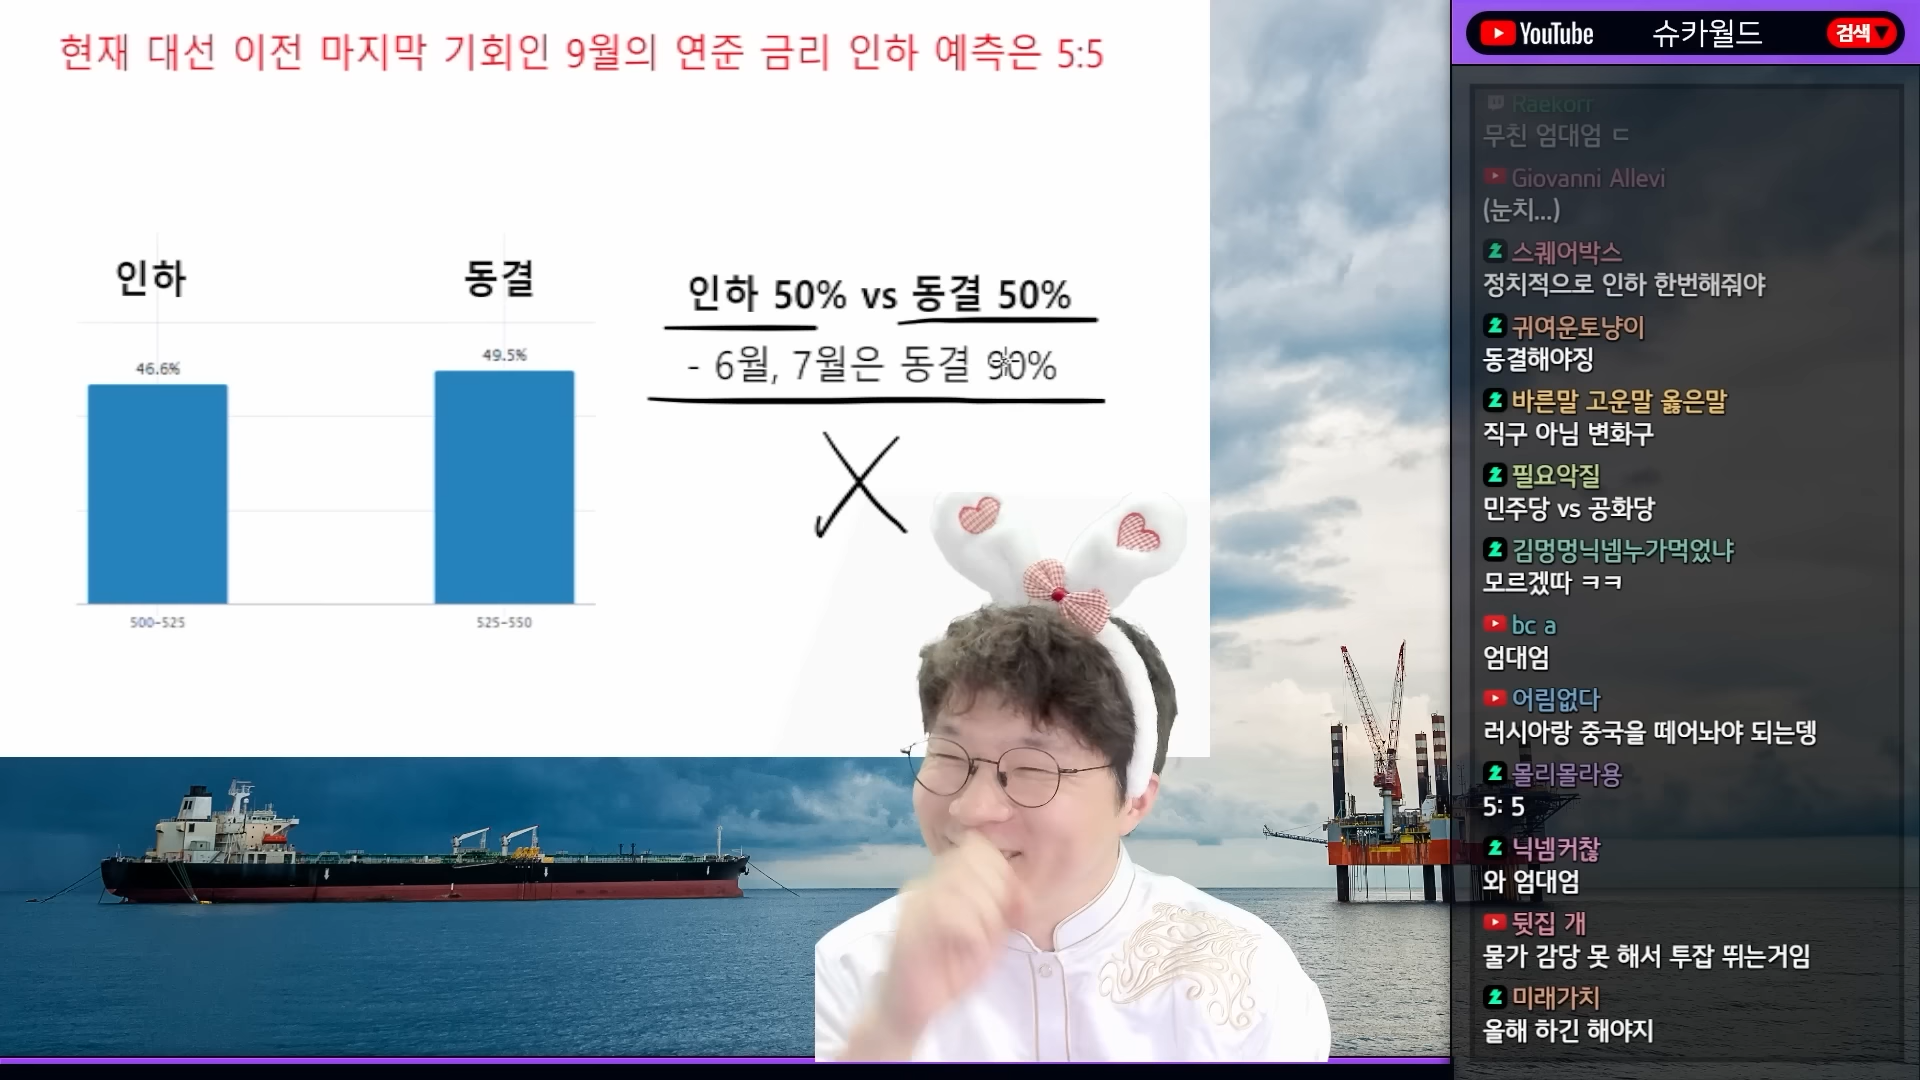 현재 대선 이전 마지막 기회인 9월의 연준 금리 인하 예측은 5:5
인하
동결
46.6%
49.5%
500-525
525-550
인하 50% vs 동결 50%
- 6월, 7월은 동결 90%
YouTube
슈카월드
검색
Raekorr
무친 엄대엄 ㄷ
Giovanni Allevi
(눈치...)
스퀘어박스
정치적으로 인하 한번해줘야
귀여운토냥이
동결해야징
바른말 고운말 옳은말
직구 아님 변화구
필요악질
민주당 vs 공화당
김멍멍닉넴누가먹었냐
모르겠따 ㅋㅋ
bc a
엄대엄
어림없다
러시아랑 중국을 떼어놔야 되는뎅
몰리몰라용
5: 5
닉넴커찮
와 엄대엄
뒷집 개
물가 감당 못 해서 투잡 뛰는거임
미래가치
올해 하긴 해야지